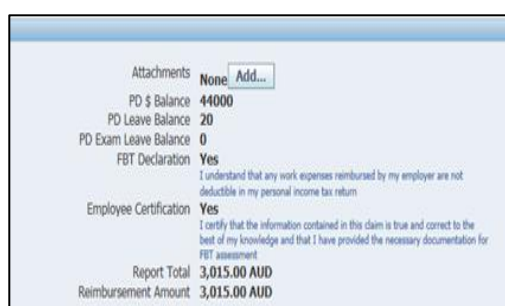 Attachments None Add...
PD $ Balance 44000
PD Leave Balance 20
PD Exam Leave Balance 0
FBT Declaration Yes
I understand that any work expenses reimbursed by my employer are not
deductible in my personal income tax return
Employee Certification Yes
I certify that the information contained in this claim is true and correct to the
best of my knowledge and that I have provided the necessary documentation for
FBT assessment
Report Total 3,015.00 AUD
Reimbursement Amount 3,015.00 AUD